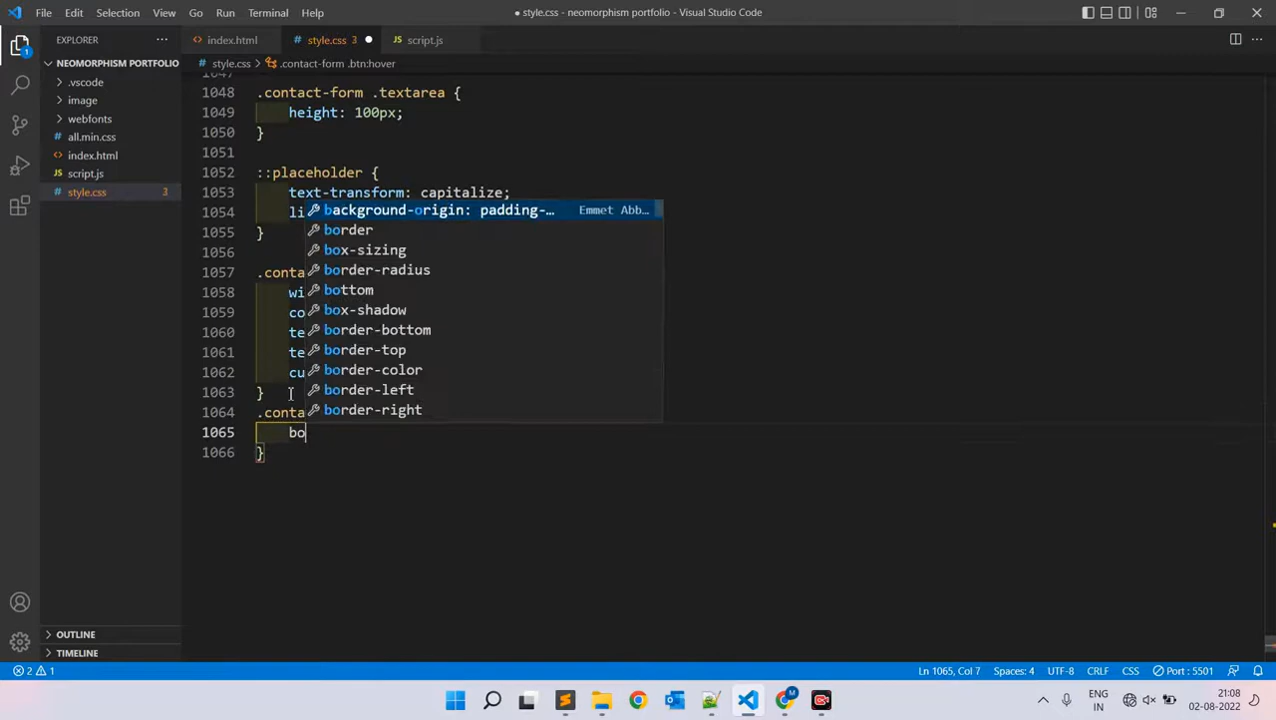 File Edit Selection View Go Run Terminal Help
● style.css - neomorphism portfolio - Visual Studio Code
EXPLORER
index.html
style.css 3
script.js
NEOMORPHISM PORTFOLIO
style.css > .contact-form .btn:hover
.vscode
image
webfonts
all.min.css
index.html
script.js
style.css 3
1048 .contact-form .textarea {
1049 height: 100px;
1050 }
1051
1052 ::placeholder {
1053 text-transform: capitalize;
1054 li
1055 }
1056
1057 .conta
1058 wi
1059 co
1060 te
1061 te
1062 cu
1063 }
1064 .conta
1065 bo
1066 }
background-origin: padding-… Emmet Abb…
border
box-sizing
border-radius
bottom
box-shadow
border-bottom
border-top
border-color
border-left
border-right
OUTLINE
TIMELINE
2 1
Ln 1065, Col 7 Spaces: 4 UTF-8 CRLF CSS Port : 5501
ENG
IN
21:08
02-08-2022